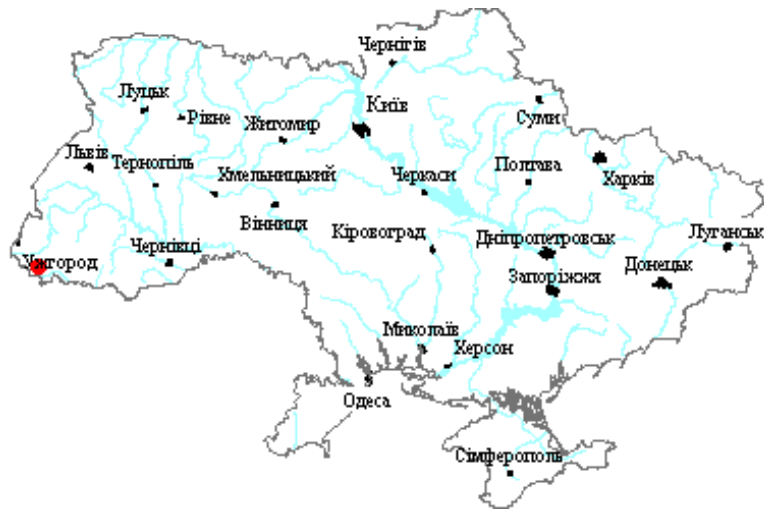 Чернігів
Луцьк
Рівне
Київ
Суми
Житомир
Львів
Тернопіль
Хмельницький
Полтава
Харків
Черкаси
Вінниця
Кіровоград
Чернівці
Дніпропетровськ
Луганськ
Ужгород
Запоріжжя
Донецьк
Миколаїв
Херсон
Одеса
Сімферополь